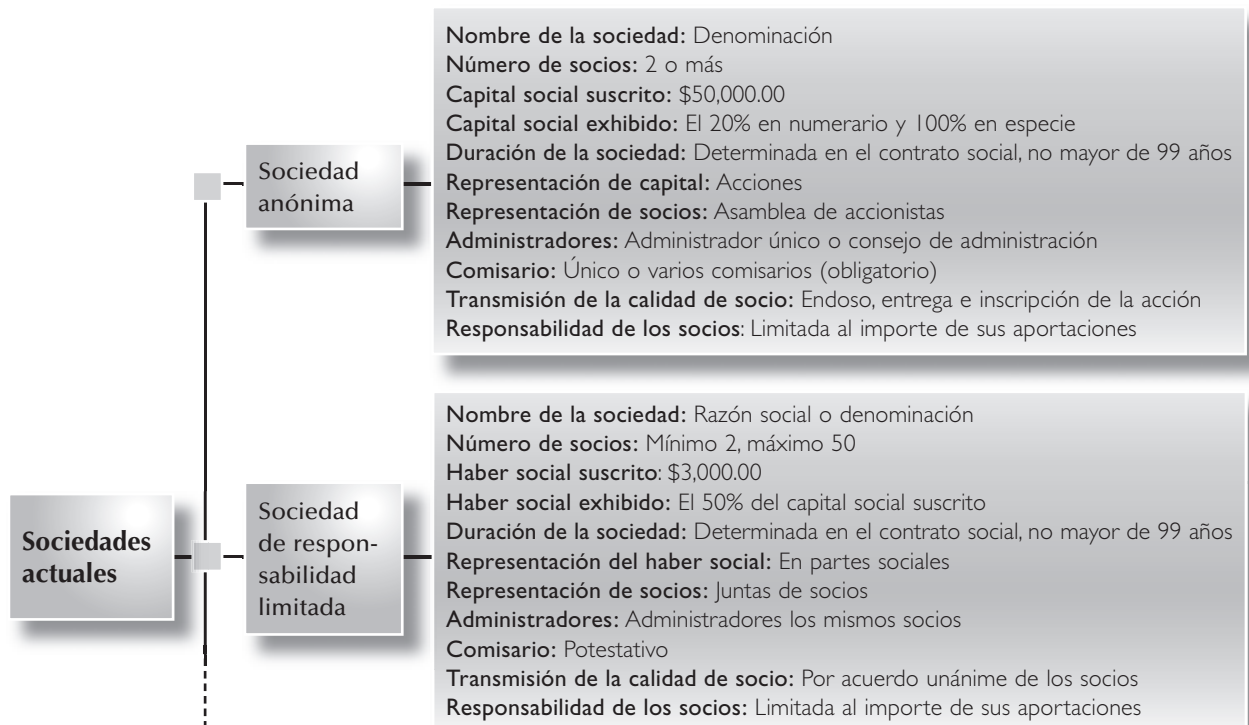 Sociedades
actuales
Sociedad
anónima
Nombre de la sociedad: Denominación
Número de socios: 2 o más
Capital social suscrito: $50,000.00
Capital social exhibido: El 20% en numerario y 100% en especie
Duración de la sociedad: Determinada en el contrato social, no mayor de 99 años
Representación de capital: Acciones
Representación de socios: Asamblea de accionistas
Administradores: Administrador único o consejo de administración
Comisario: Único o varios comisarios (obligatorio)
Transmisión de la calidad de socio: Endoso, entrega e inscripción de la acción
Responsabilidad de los socios: Limitada al importe de sus aportaciones
Sociedad
de respon-
sabilidad
limitada
Nombre de la sociedad: Razón social o denominación
Número de socios: Mínimo 2, máximo 50
Haber social suscrito: $3,000.00
Haber social exhibido: El 50% del capital social suscrito
Duración de la sociedad: Determinada en el contrato social, no mayor de 99 años
Representación del haber social: En partes sociales
Representación de socios: Juntas de socios
Administradores: Administradores los mismos socios
Comisario: Potestativo
Transmisión de la calidad de socio: Por acuerdo unánime de los socios
Responsabilidad de los socios: Limitada al importe de sus aportaciones